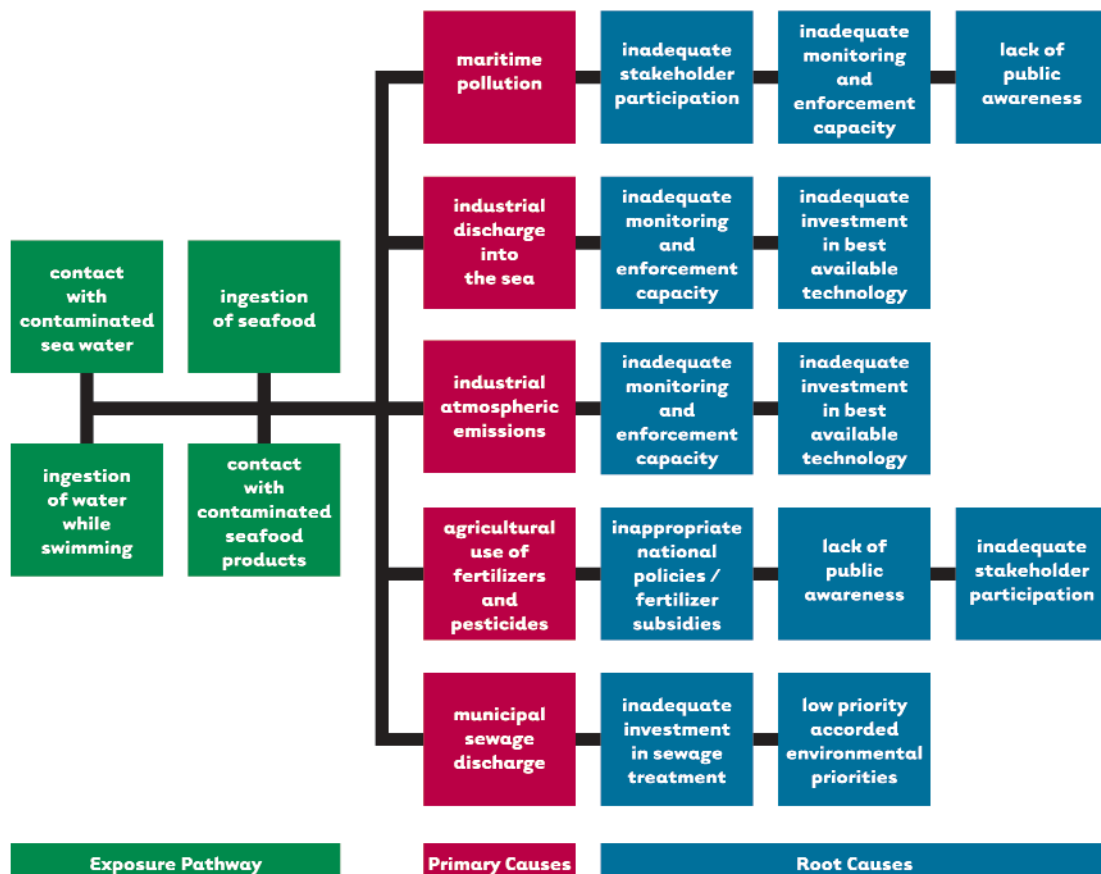 contact
with
contaminated
sea water
ingestion
of seafood
ingestion
of water
while
swimming
contact
with
contaminated
seafood
products
maritime
pollution
inadequate
stakeholder
participation
inadequate
monitoring
and
enforcement
capacity
lack of
public
awareness
industrial
discharge
into
the sea
inadequate
monitoring
and
enforcement
capacity
inadequate
investment
in best
available
technology
industrial
atmospheric
emissions
inadequate
monitoring
and
enforcement
capacity
inadequate
investment
in best
available
technology
agricultural
use of
fertilizers
and
pesticides
inappropriate
national
policies /
fertilizer
subsidies
lack of
public
awareness
inadequate
stakeholder
participation
municipal
sewage
discharge
inadequate
investment
in sewage
treatment
low priority
accorded
environmental
priorities
Exposure Pathway
Primary Causes
Root Causes